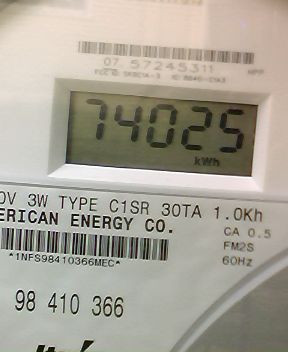 07 57245311
74025
kWh
0V 3W TYPE C1SR 30TA 1.0Kh
ERICAN ENERGY CO.
CA 0.5
FM2S
*1NFS98410366MEC*
60Hz
98 410 366